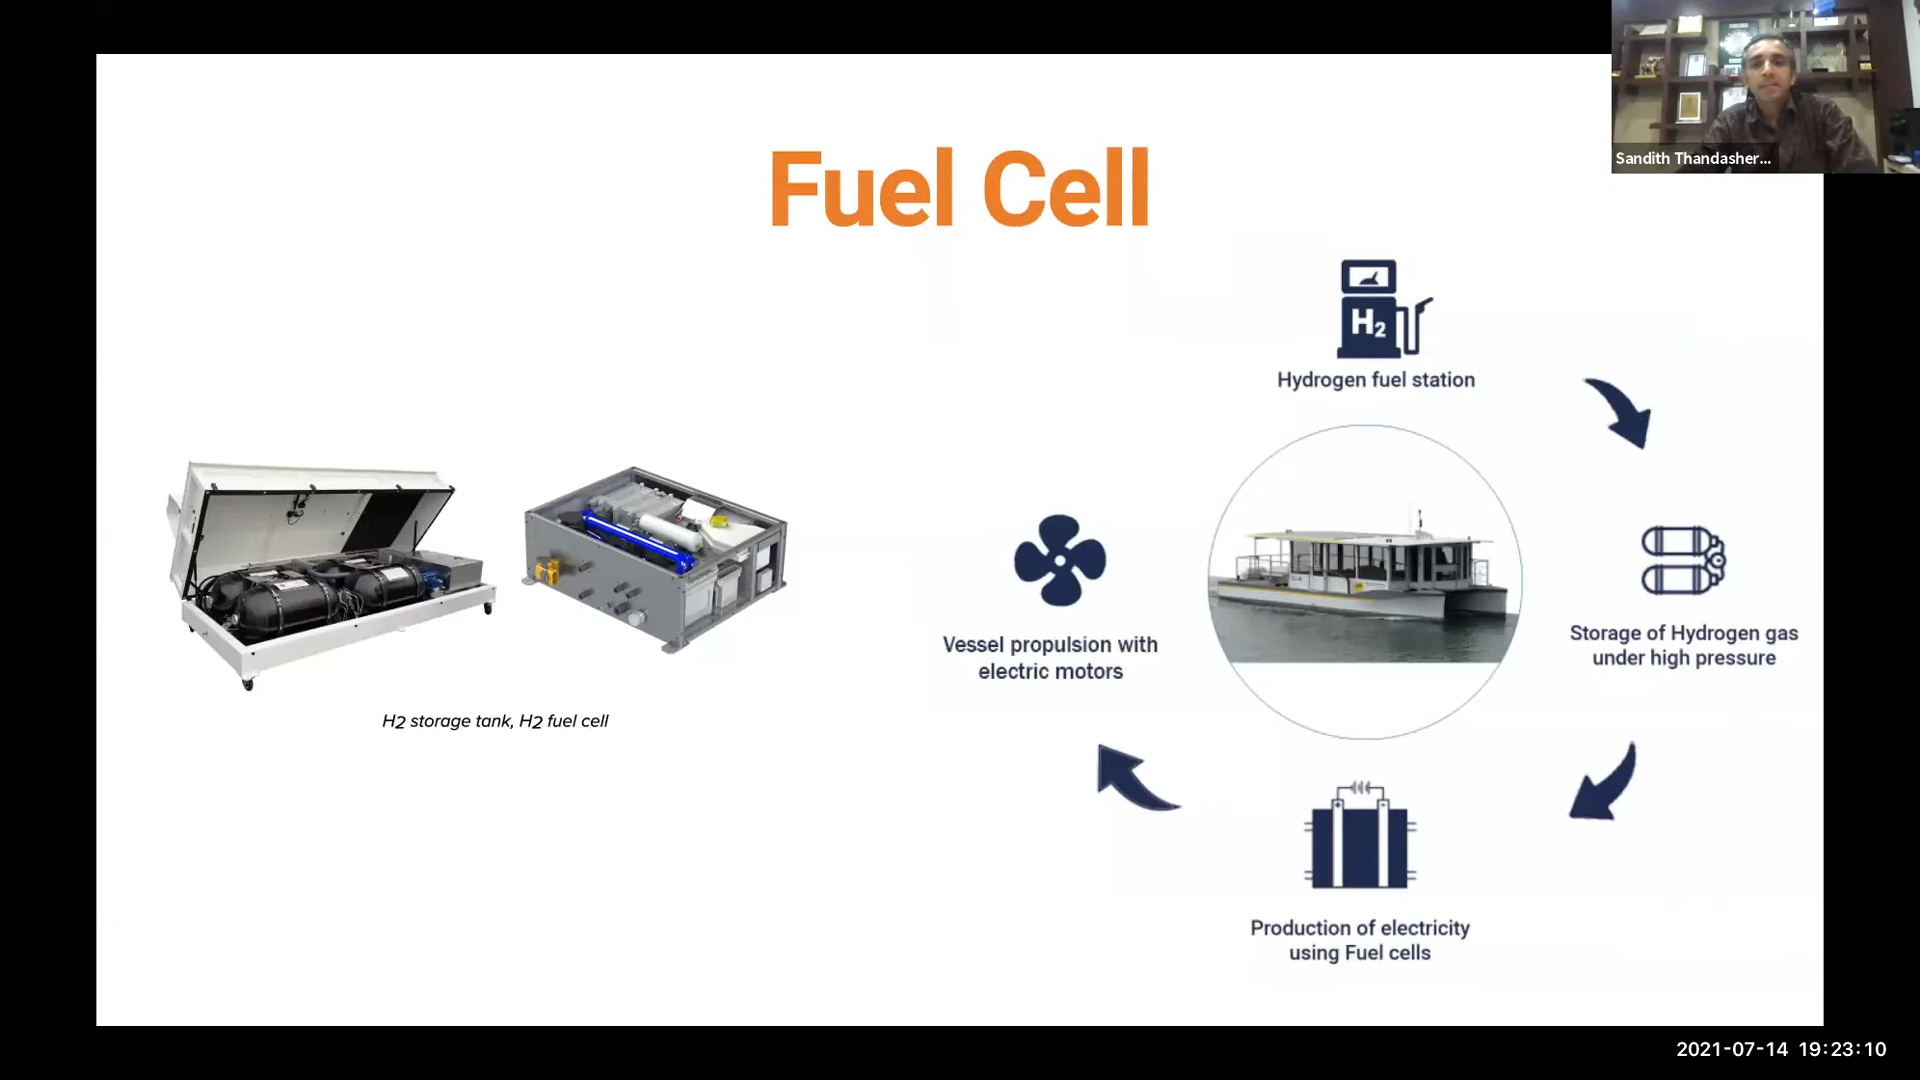 Sandith Thandasher...
Fuel Cell
H2
Hydrogen fuel station
Storage of Hydrogen gas
under high pressure
Vessel propulsion with
electric motors
H2 storage tank, H2 fuel cell
Production of electricity
using Fuel cells
2021-07-14 19:23:10